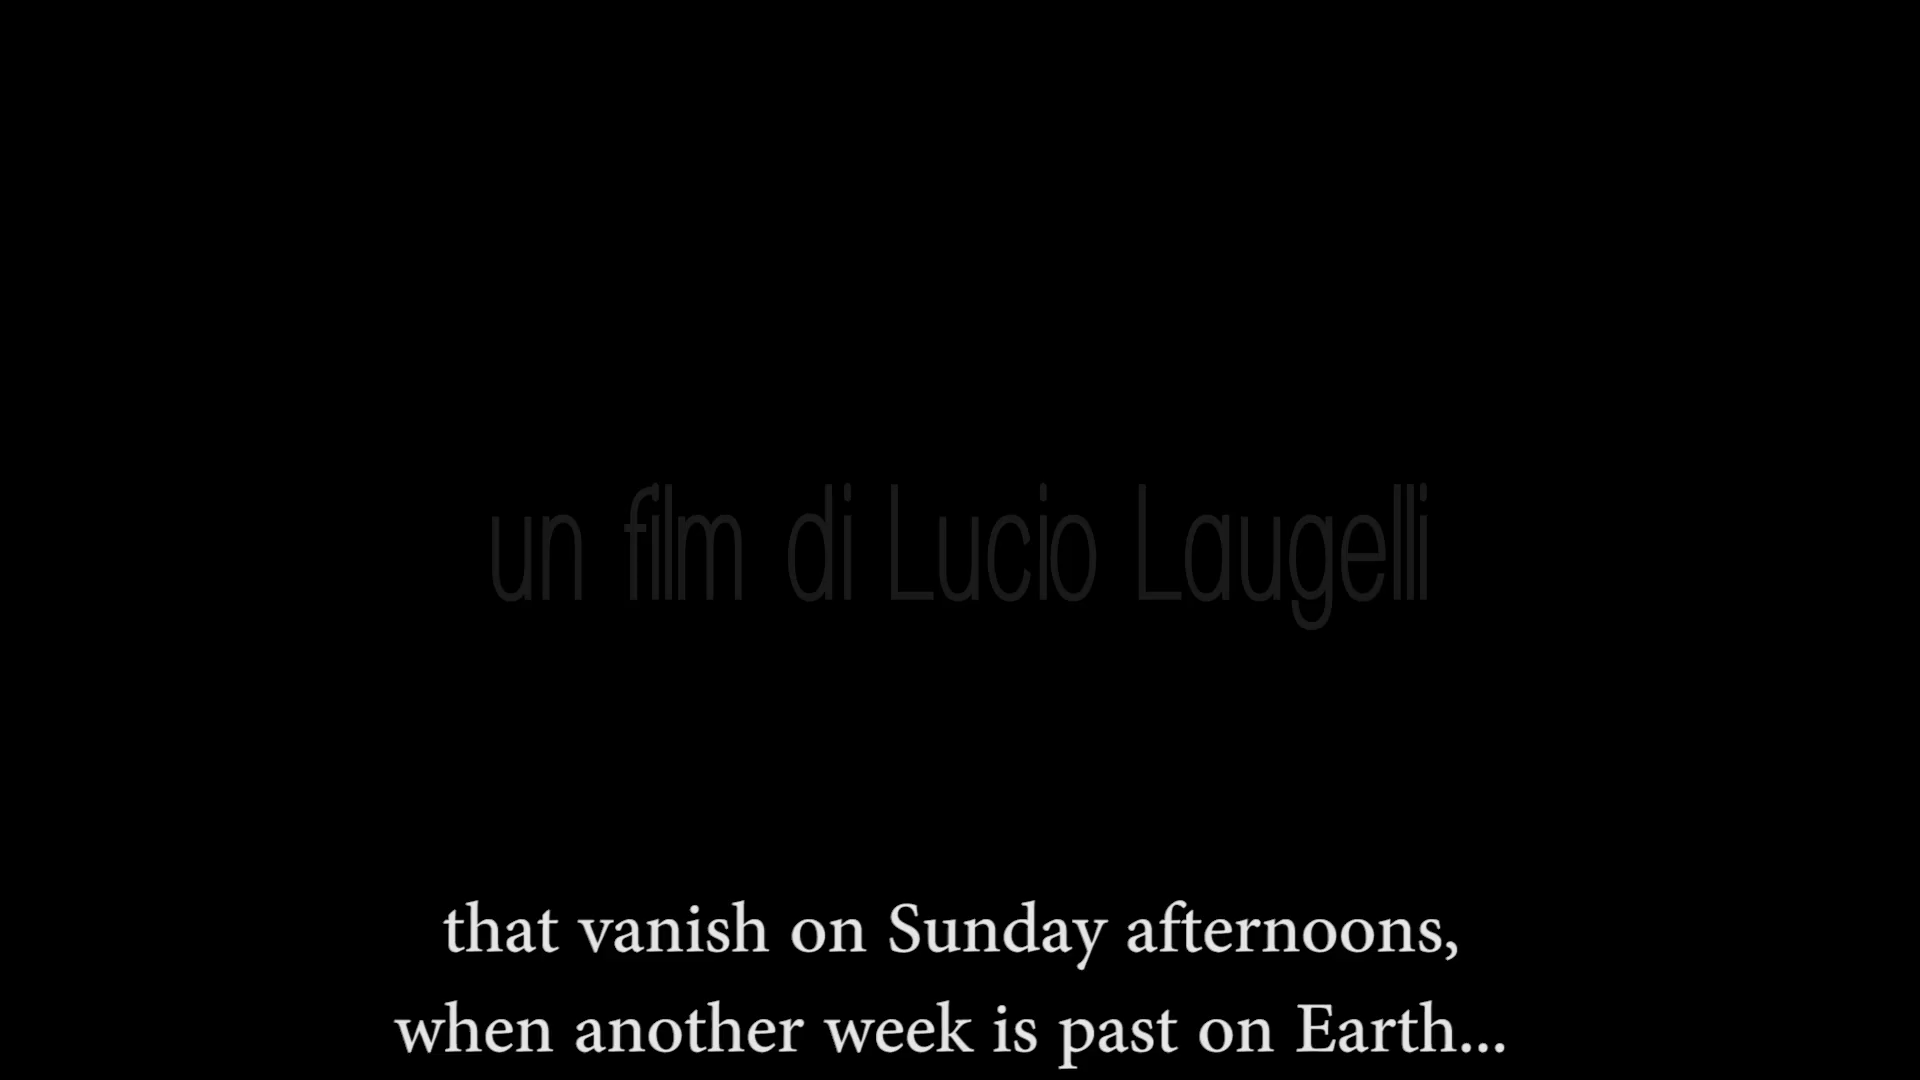 un film di Lucio Laugelli
that vanish on Sunday afternoons,
when another week is past on Earth...